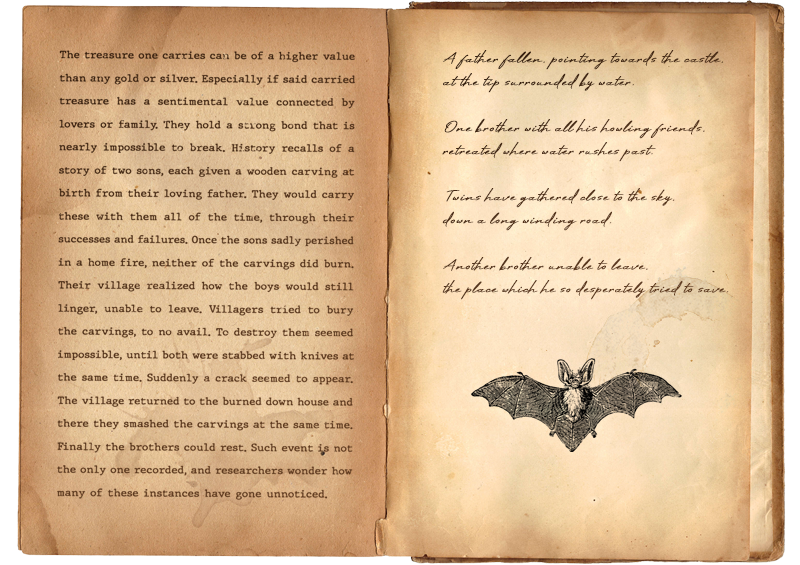 The treasure one carries can be of a higher value
than any gold or silver. Especially if said carried
treasure has a sentimental value connected by
lovers or family. They hold a strong bond that is
nearly impossible to break. History recalls of a
story of two sons, each given a wooden carving at
birth from their loving father. They would carry
these with them all of the time, through their
successes and failures. Once the sons sadly perished
in a home fire, neither of the carvings did burn.
Their village realized how the boys would still
linger, unable to leave. Villagers tried to bury
the carvings, to no avail. To destroy them seemed
impossible, until both were stabbed with knives at
the same time. Suddenly a crack seemed to appear.
The village returned to the burned down house and
there they smashed the carvings at the same time.
Finally the brothers could rest. Such event is not
the only one recorded, and researchers wonder how
many of these instances have gone unnoticed.
A father fallen, pointing towards the castle,
at the tip surrounded by water.
One brother with all his howling friends,
retreated where water rushes past.
Twins have gathered close to the sky,
down a long winding road.
Another brother unable to leave,
the place which he so desperately tried to save.